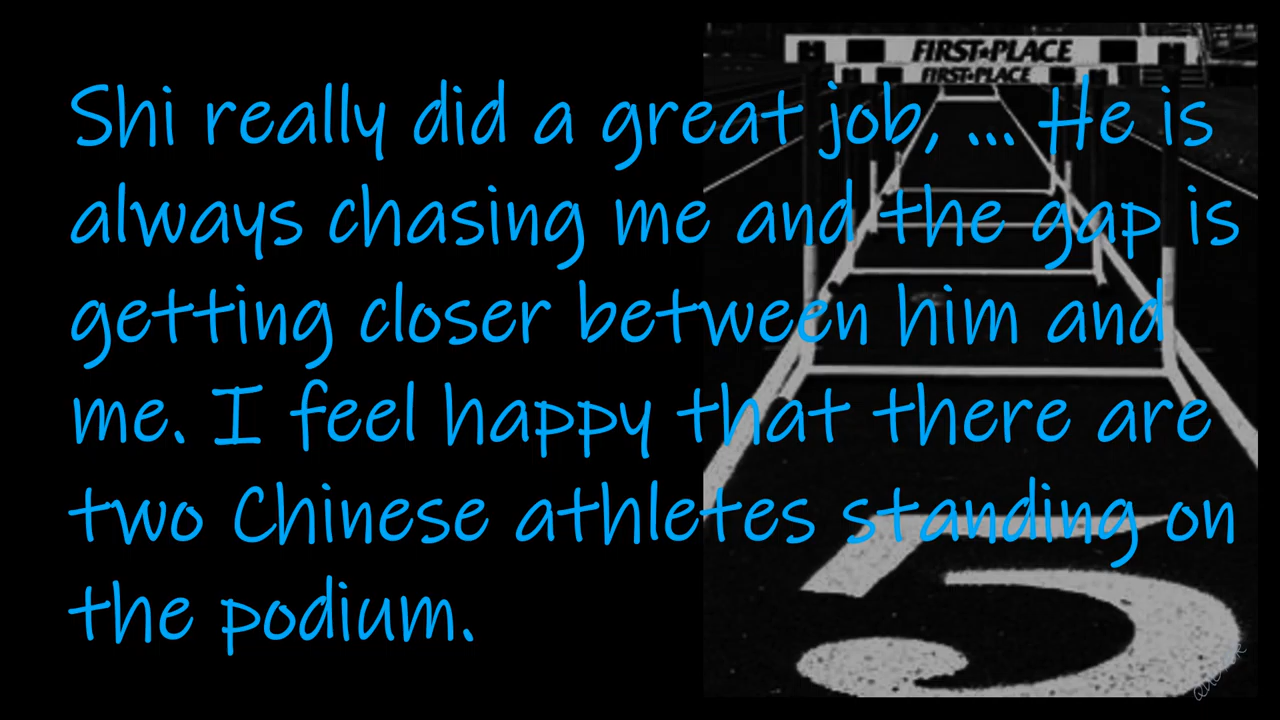 FIRST★PLACE
FIRST★PLACE
Shi really did a great job, ... He is
always chasing me and the gap is
getting closer between him and
me. I feel happy that there are
two Chinese athletes standing on
the podium.
5